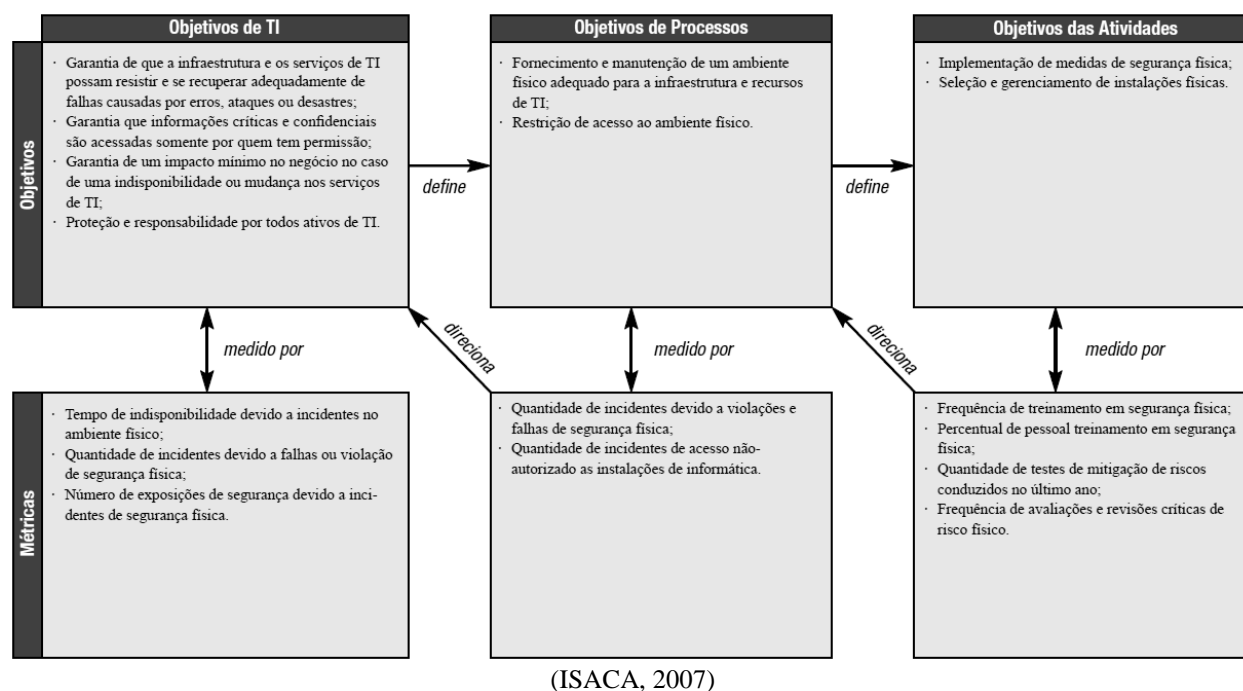 Objetivos de TI
Objetivos de Processos
Objetivos das Atividades
Objetivos
· Garantia de que a infraestrutura e os serviços de TI
possam resistir e se recuperar adequadamente de
falhas causadas por erros, ataques ou desastres;
· Garantia que informações críticas e confidenciais
são acessadas somente por quem tem permissão;
· Garantia de um impacto mínimo no negócio no caso
de uma indisponibilidade ou mudança nos serviços
de TI;
· Proteção e responsabilidade por todos ativos de TI.
define
· Fornecimento e manutenção de um ambiente
físico adequado para a infraestrutura e recursos
de TI;
· Restrição de acesso ao ambiente físico.
define
· Implementação de medidas de segurança física;
· Seleção e gerenciamento de instalações físicas.
medido por
direciona
medido por
direciona
medido por
Métricas
· Tempo de indisponibilidade devido a incidentes no
ambiente físico;
· Quantidade de incidentes devido a falhas ou violação
de segurança física;
· Número de exposições de segurança devido a inci-
dentes de segurança física.
· Quantidade de incidentes devido a violações e
falhas de segurança física;
· Quantidade de incidentes de acesso não-
autorizado as instalações de informática.
· Frequência de treinamento em segurança física;
· Percentual de pessoal treinamento em segurança
física;
· Quantidade de testes de mitigação de riscos
conduzidos no último ano;
· Frequência de avaliações e revisões críticas de
risco físico.
(ISACA, 2007)